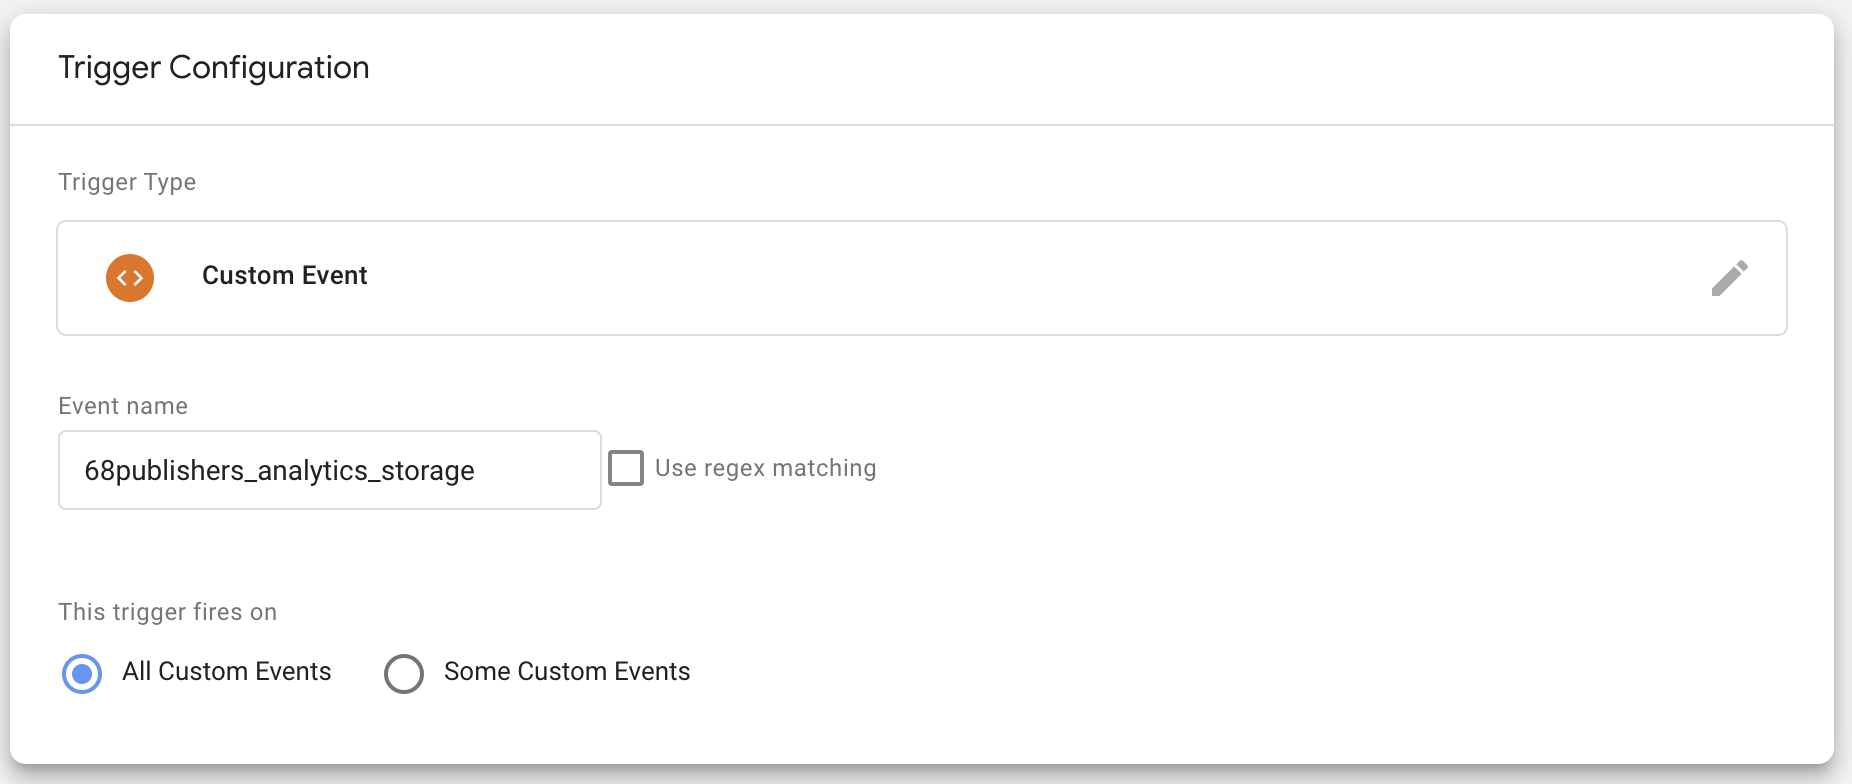 Trigger Configuration
Trigger Type
Custom Event
Event name
68publishers_analytics_storage
Use regex matching
This trigger fires on
All Custom Events
Some Custom Events